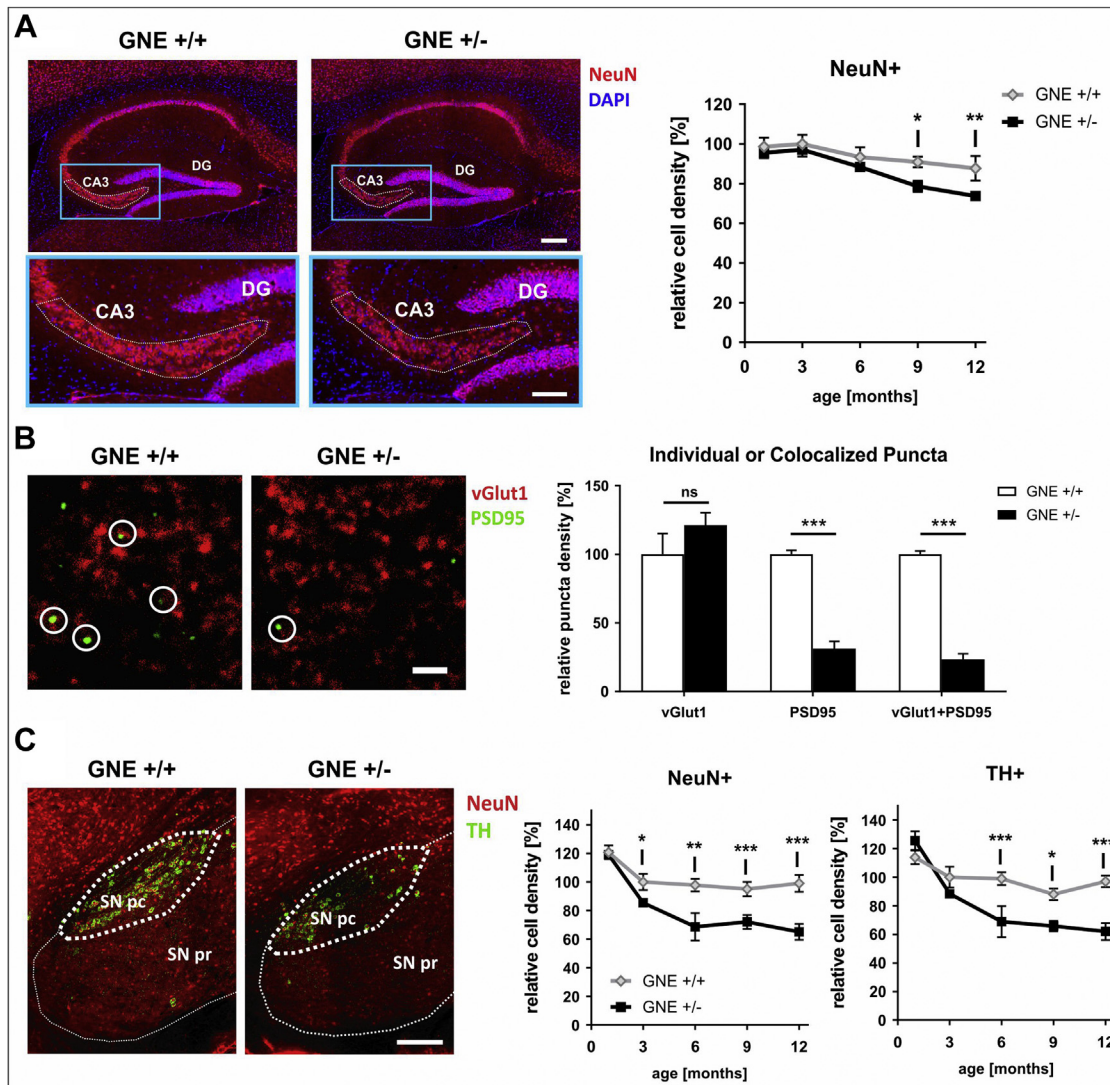 A
GNE +/+
GNE +/-
NeuN
DAPI
CA3
DG
CA3
DG
CA3
DG
CA3
DG
NeuN+
GNE +/+
GNE +/-
* **
relative cell density [%]
120
100
80
60
40
20
0
0 3 6 9 12
age [months]
B
GNE +/+
GNE +/-
vGlut1
PSD95
Individual or Colocalized Puncta
GNE +/+
GNE +/-
ns *** ***
relative puncta density [%]
150
100
50
0
vGlut1 PSD95 vGlut1+PSD95
C
GNE +/+
GNE +/-
NeuN
TH
SN pc
SN pr
SN pc
SN pr
NeuN+
* ** *** ***
relative cell density [%]
140
120
100
80
60
40
20
0
GNE +/+
GNE +/-
0 3 6 9 12
age [months]
TH+
*** * ***
relative cell density [%]
140
120
100
80
60
40
20
0
0 3 6 9 12
age [months]